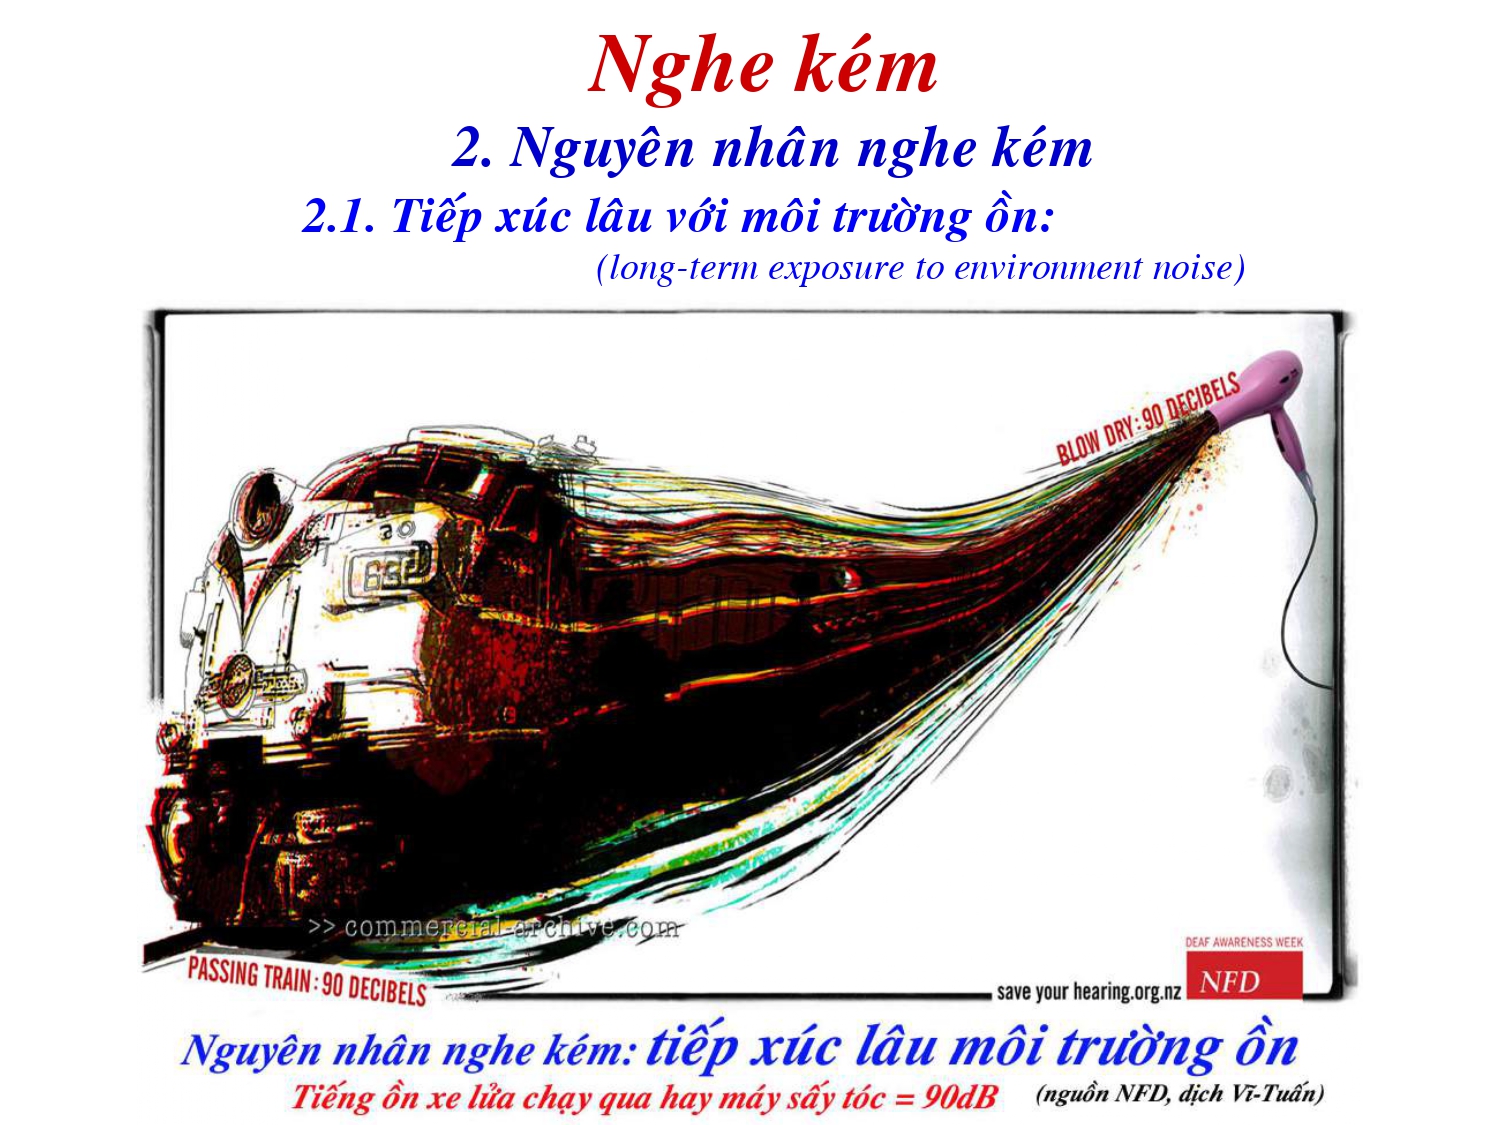 Nghe kém
2. Nguyên nhân nghe kém
2.1. Tiếp xúc lâu với môi trường ồn:
(long-term exposure to environment noise)
BLOW DRY: 90 DECIBELS
>> commercial-archive.com
PASSING TRAIN: 90 DECIBELS
DEAF AWARENESS WEEK
save your hearing.org.nz
NFD
Nguyên nhân nghe kém: tiếp xúc lâu môi trường ồn
Tiếng ồn xe lửa chạy qua hay máy sấy tóc = 90dB (nguồn NFD, dịch Vĩ-Tuấn)